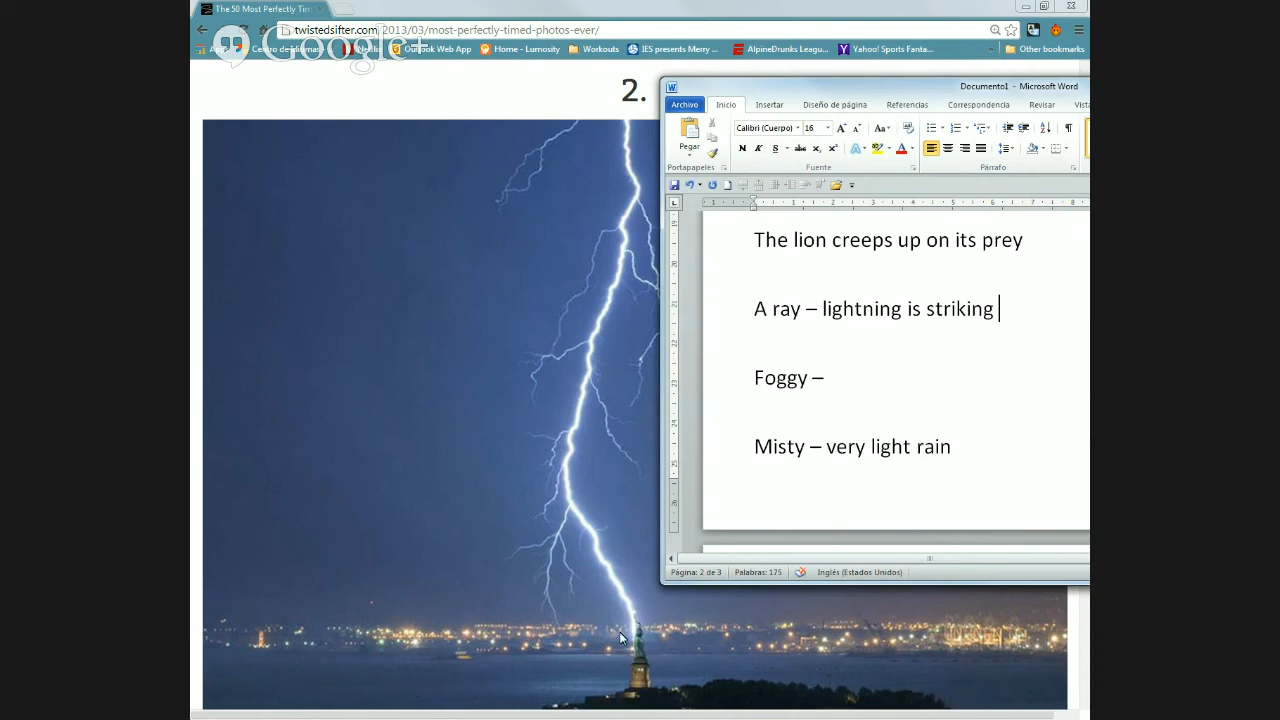 The 50 Most Perfectly Tim
twistedsifter.com/2013/03/most-perfectly-timed-photos-ever/
Google+
Outlook Web App
Home - Lumosity
Workouts
IES presents Merry ...
AlpineDrunks Leagu...
Yahoo! Sports Fanta...
»
Other bookmarks
2.
Documento1 - Microsoft Word
Archivo
Inicio
Insertar
Diseño de página
Referencias
Correspondencia
Revisar
Vista
Pegar
Calibri (Cuerpo)
16
Portapapeles
Fuente
Párrafo
The lion creeps up on its prey
A ray – lightning is striking
Foggy –
Misty – very light rain
Página: 2 de 3
Palabras: 175
Inglés (Estados Unidos)